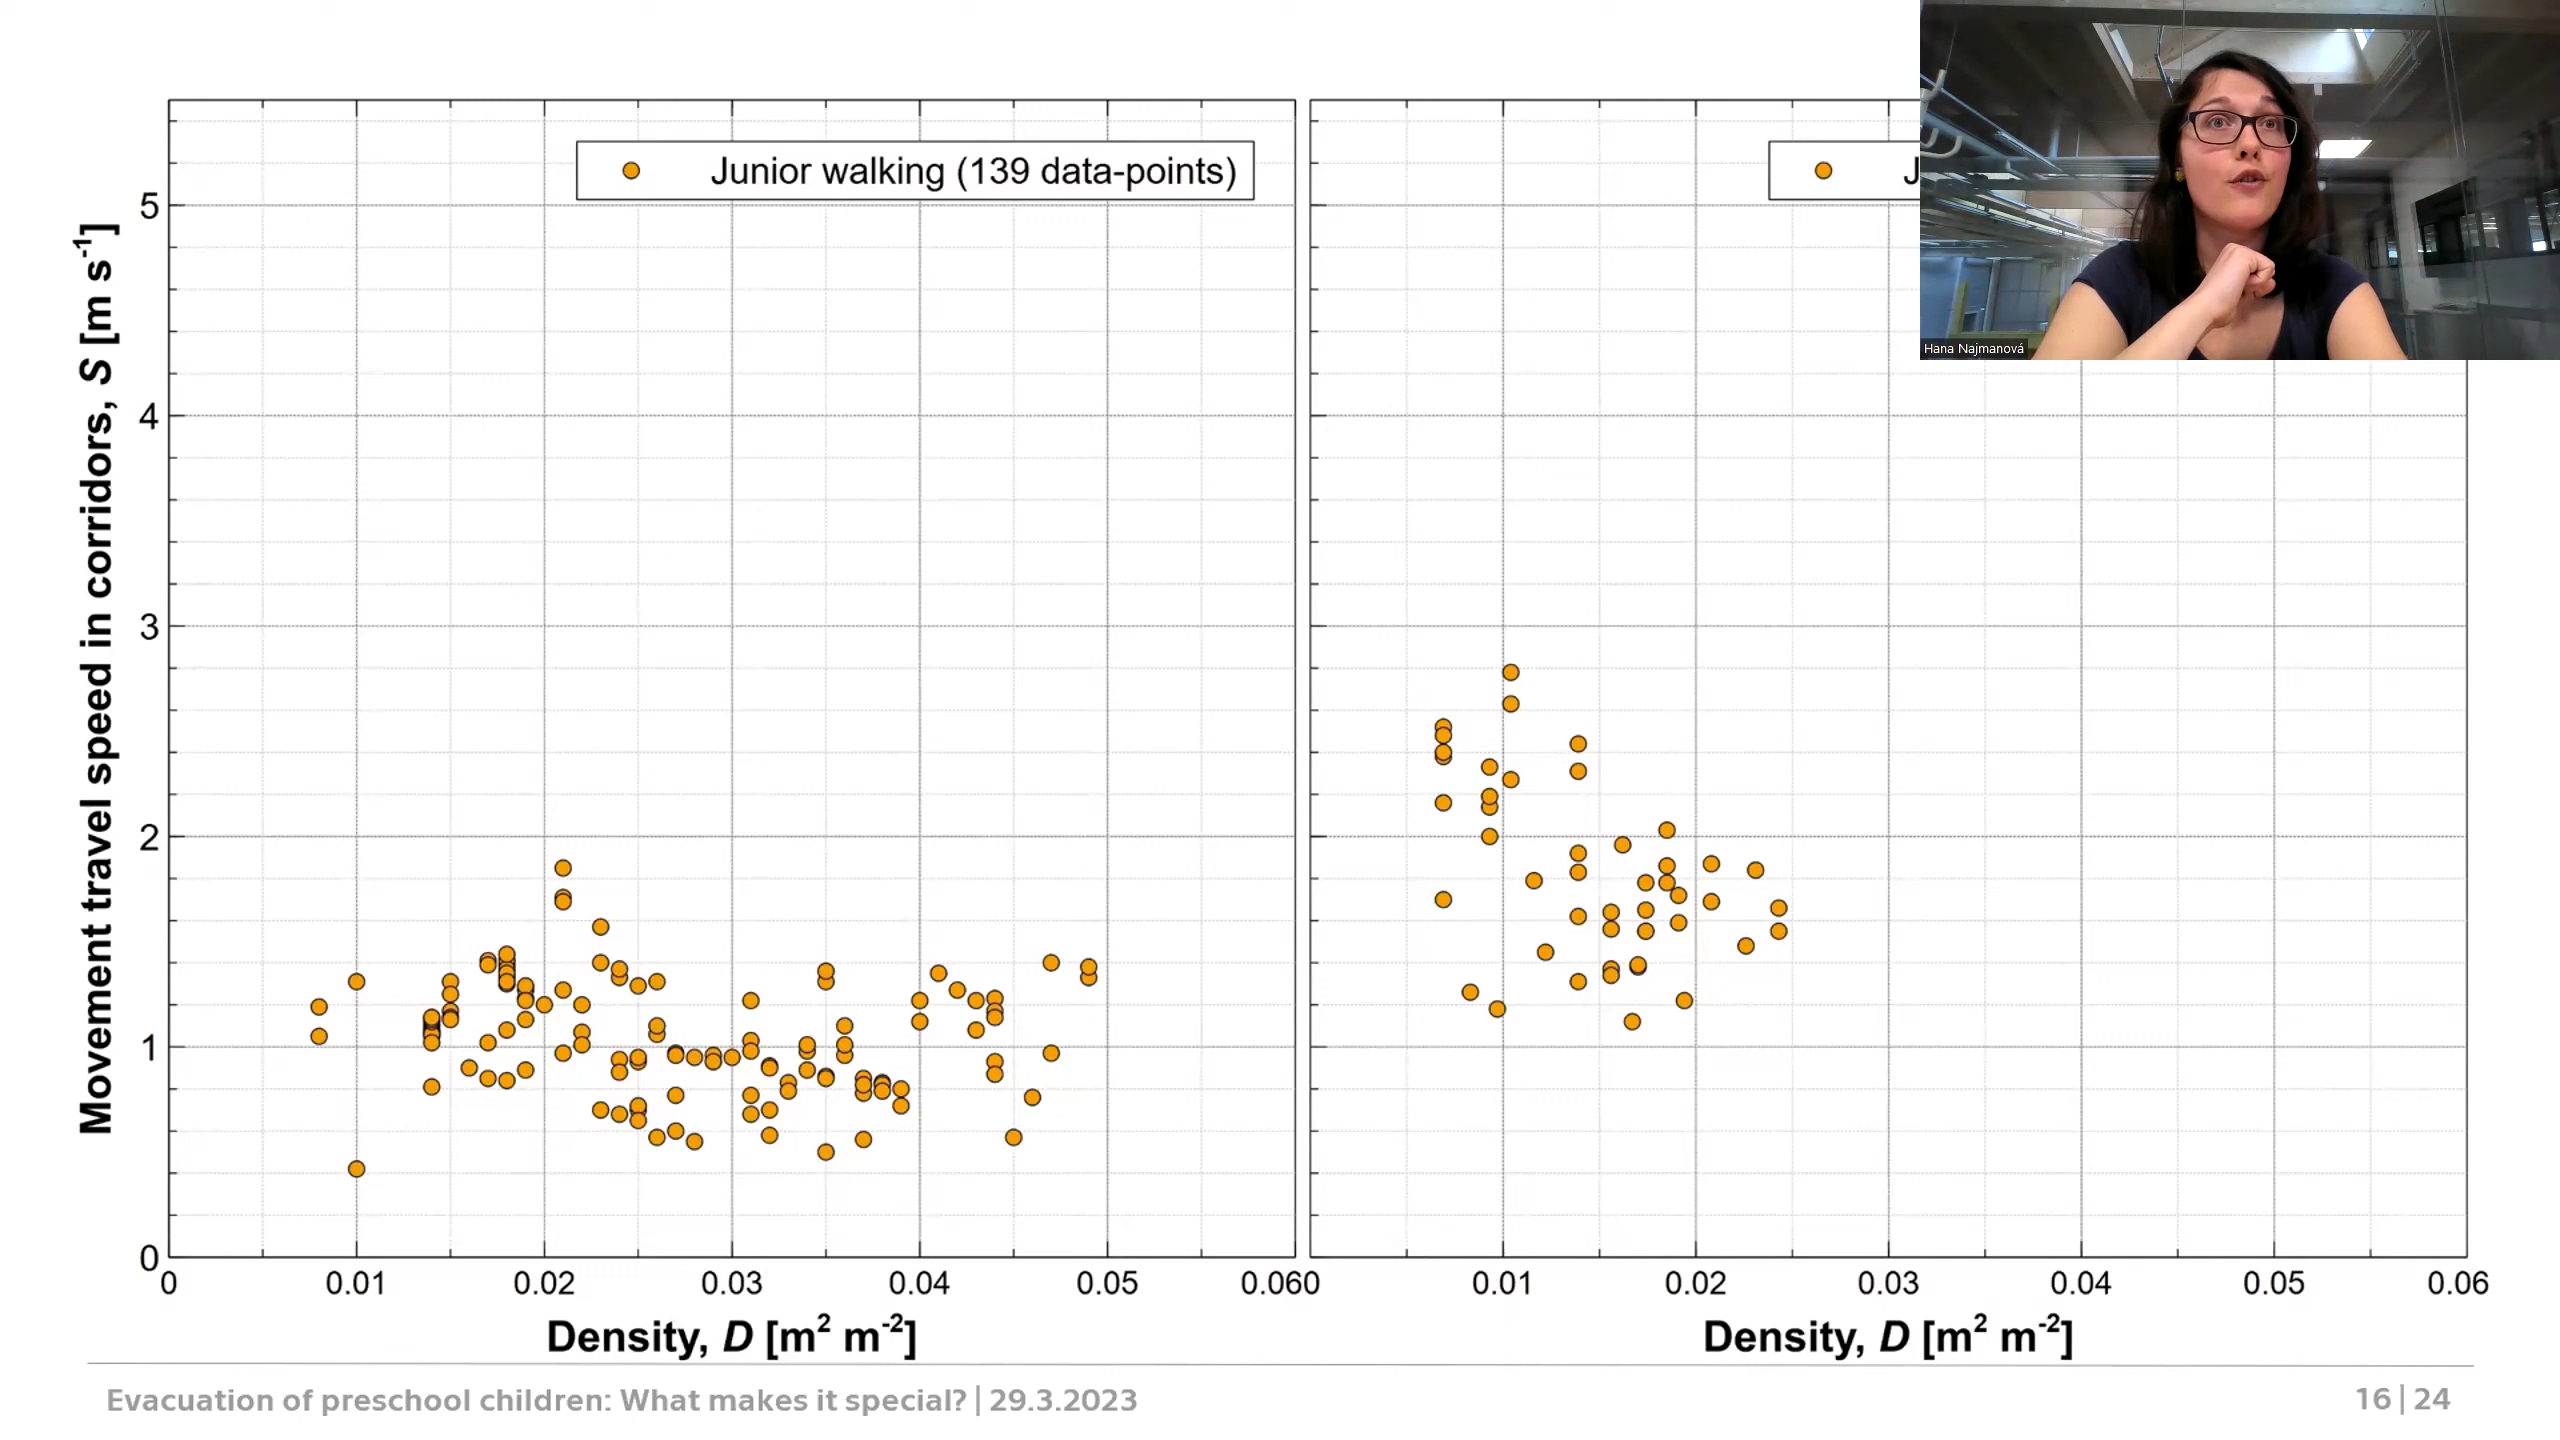 Junior walking (139 data-points)
J
Hana Najmanová
Movement travel speed in corridors, S [m s⁻¹]
5
4
3
2
1
0
0 0.01 0.02 0.03 0.04 0.05 0.06
0 0.01 0.02 0.03 0.04 0.05 0.06
Density, D [m² m⁻²]
Density, D [m² m⁻²]
Evacuation of preschool children: What makes it special? | 29.3.2023
16 | 24